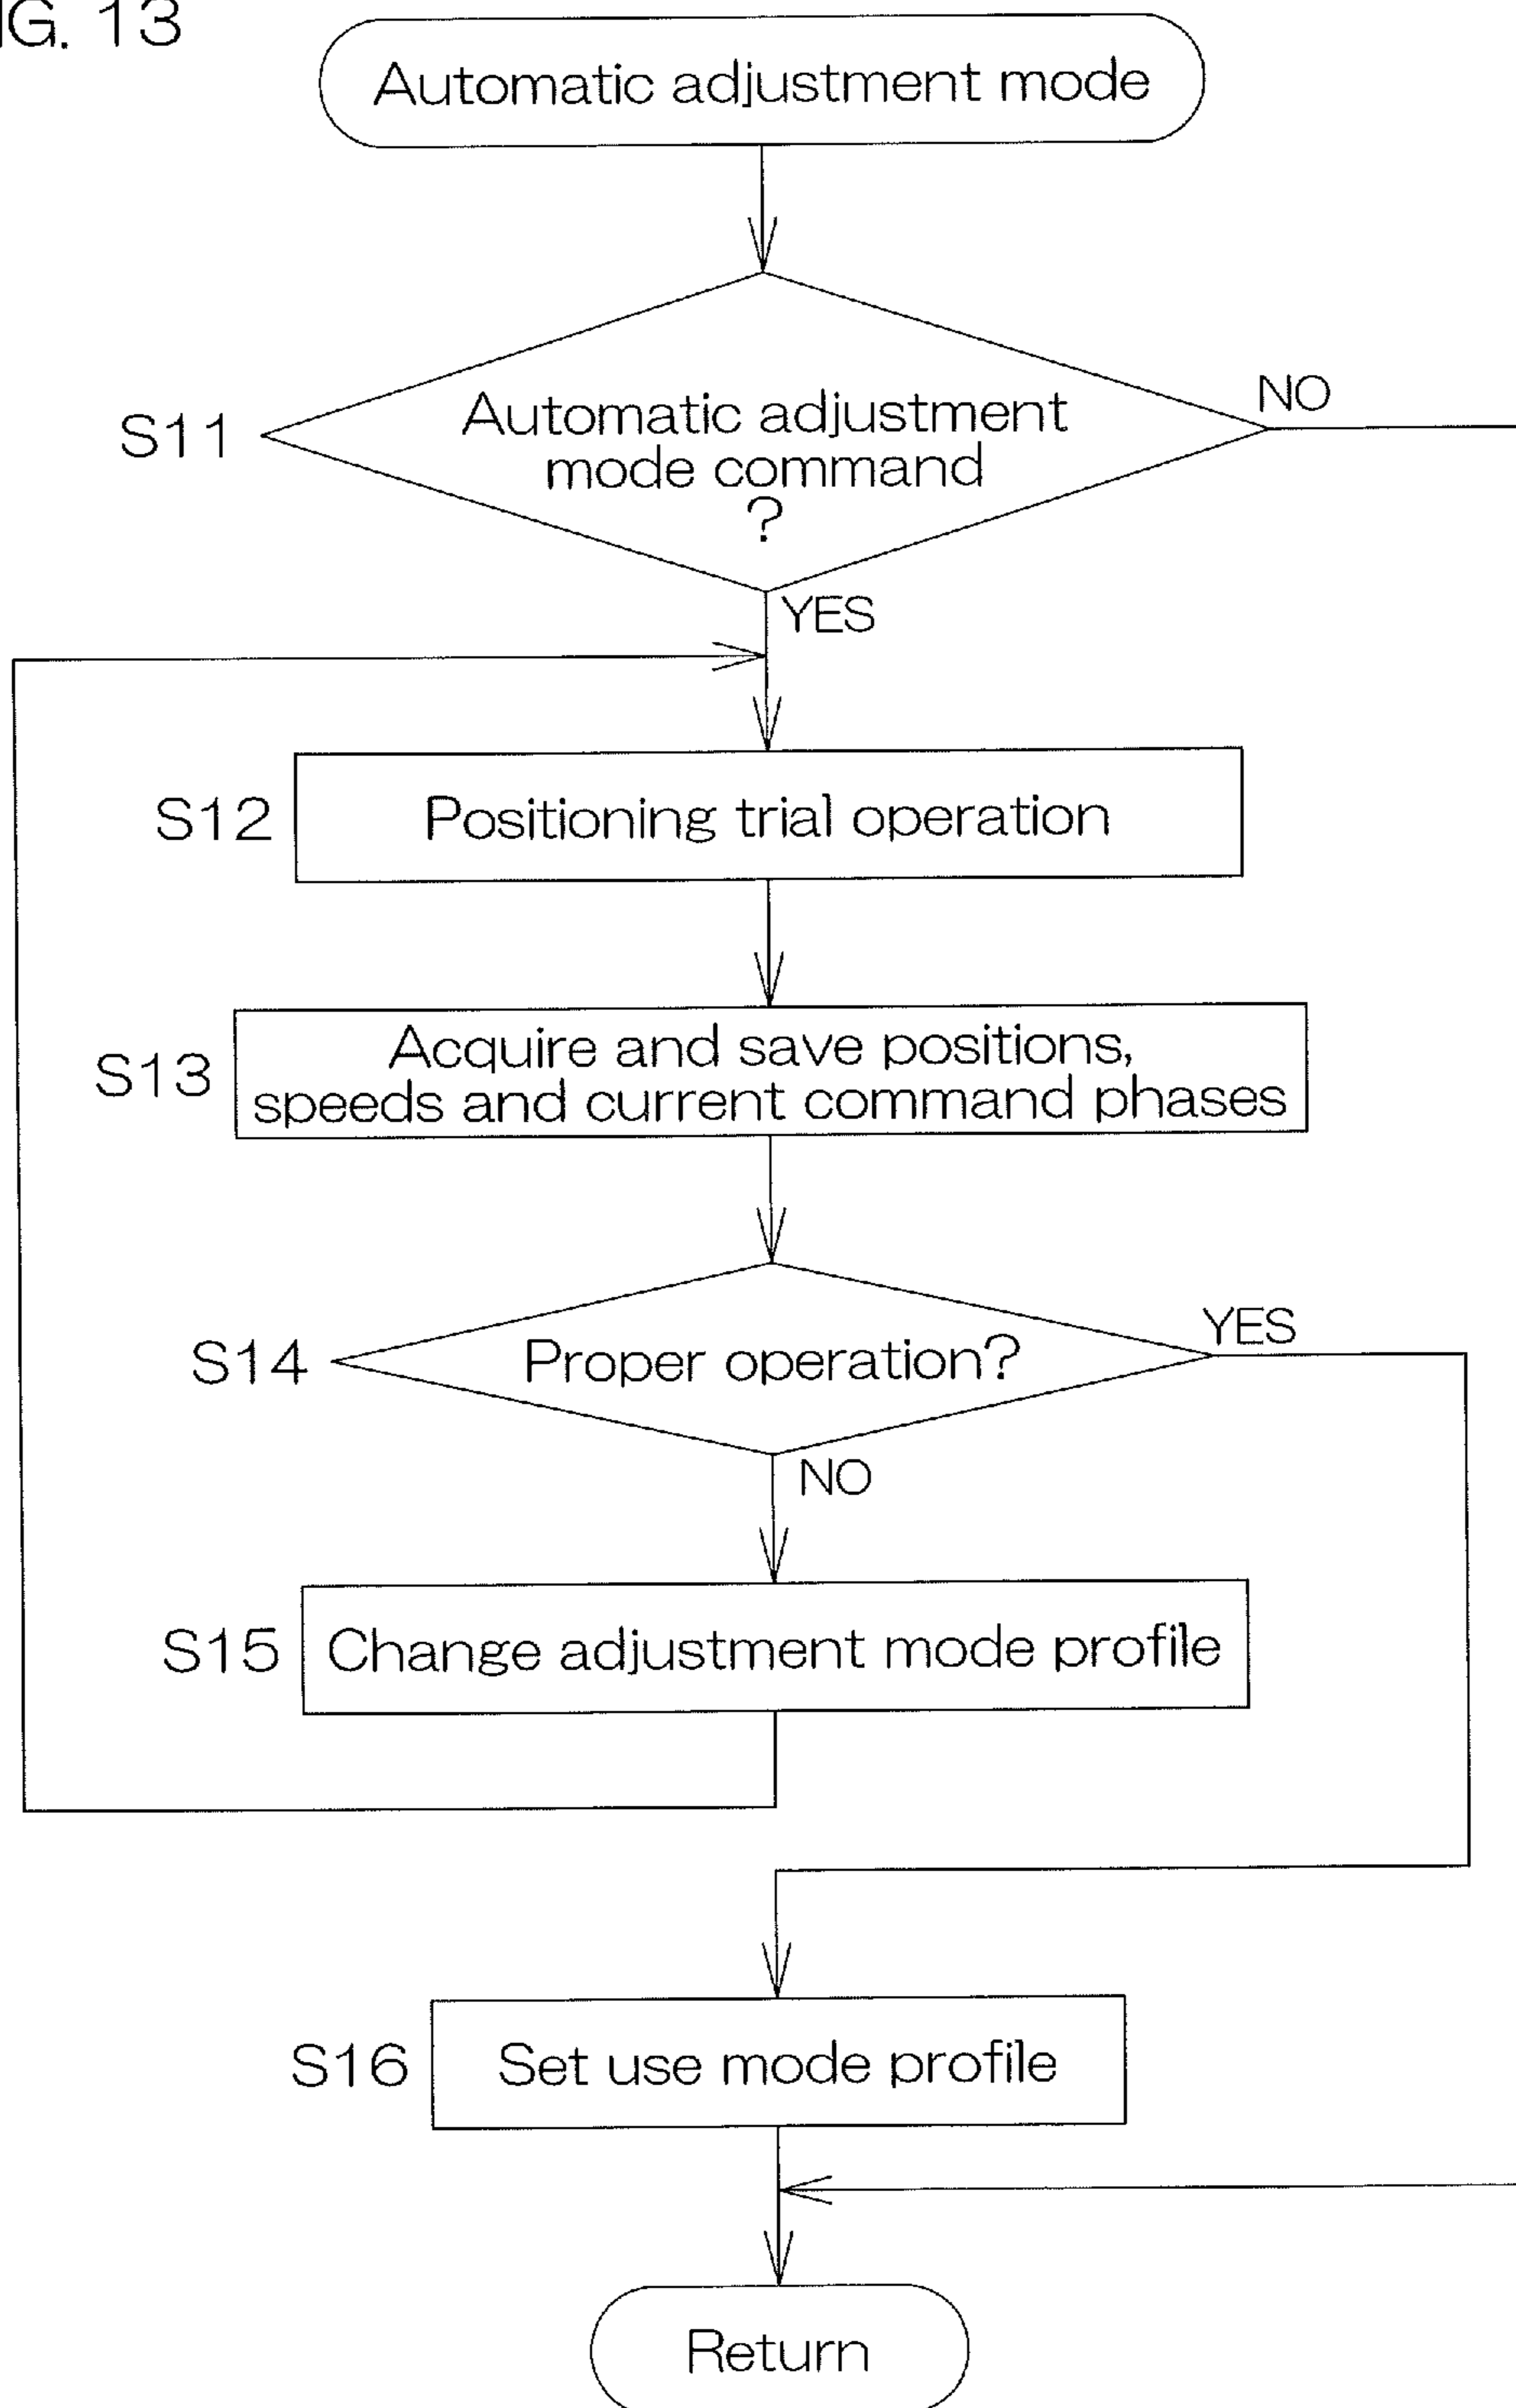 G. 13
Automatic adjustment mode
S11
Automatic adjustment
mode command
?
NO
YES
S12
Positioning trial operation
S13
Acquire and save positions,
speeds and current command phases
S14
Proper operation?
YES
NO
S15
Change adjustment mode profile
S16
Set use mode profile
Return